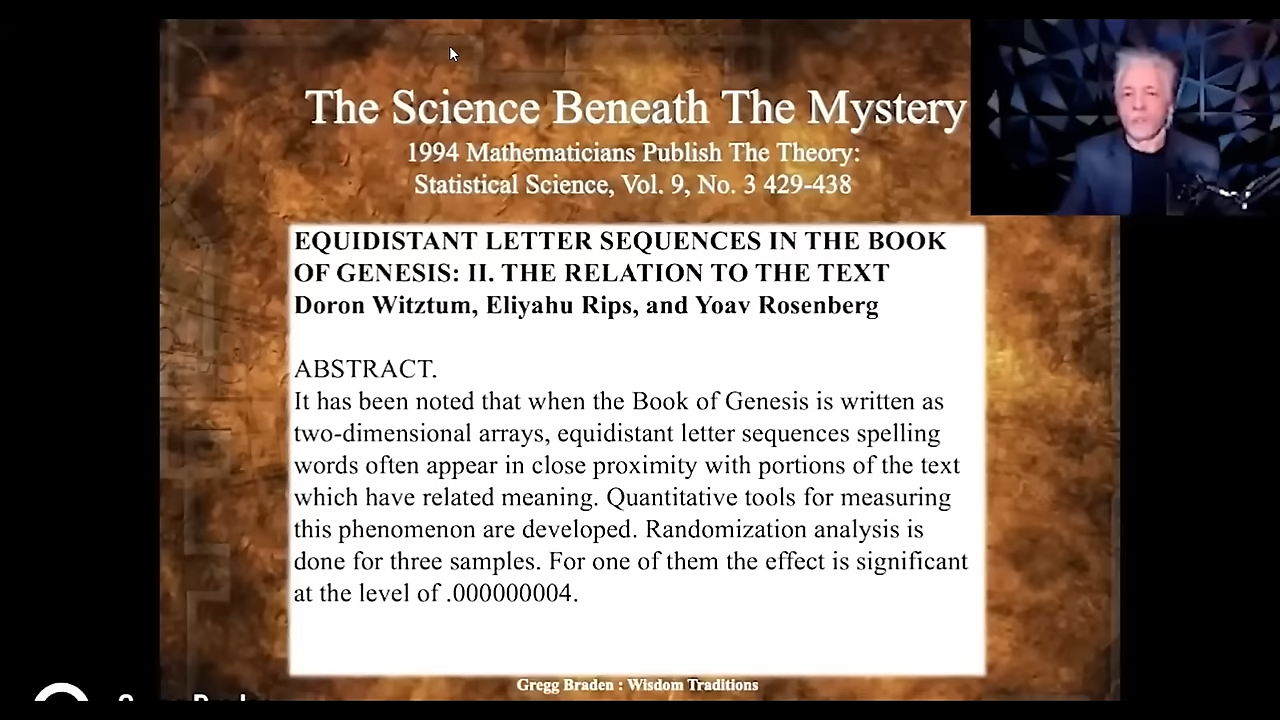 The Science Beneath The Mystery
1994 Mathematicians Publish The Theory:
Statistical Science, Vol. 9, No. 3 429-438
EQUIDISTANT LETTER SEQUENCES IN THE BOOK
OF GENESIS: II. THE RELATION TO THE TEXT
Doron Witztum, Eliyahu Rips, and Yoav Rosenberg
ABSTRACT.
It has been noted that when the Book of Genesis is written as
two-dimensional arrays, equidistant letter sequences spelling
words often appear in close proximity with portions of the text
which have related meaning. Quantitative tools for measuring
this phenomenon are developed. Randomization analysis is
done for three samples. For one of them the effect is significant
at the level of .000000004.
Gregg Braden : Wisdom Traditions